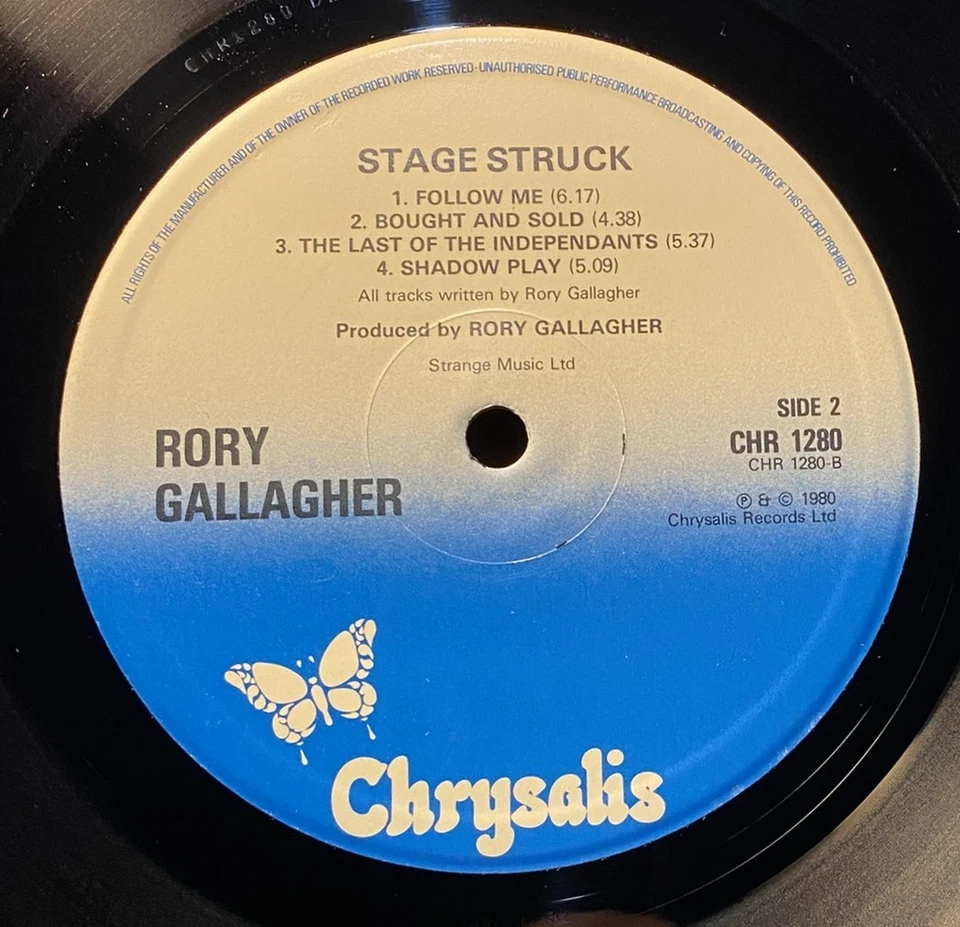 CHR1280
ALL RIGHTS OF THE MANUFACTURER AND OF THE OWNER OF THE RECORDED WORK RESERVED · UNAUTHORISED PUBLIC PERFORMANCE BROADCASTING AND COPYING OF THIS RECORD PROHIBITED
STAGE STRUCK
1. FOLLOW ME (6.17)
2. BOUGHT AND SOLD (4.38)
3. THE LAST OF THE INDEPENDANTS (5.37)
4. SHADOW PLAY (5.09)
All tracks written by Rory Gallagher
Produced by RORY GALLAGHER
Strange Music Ltd
RORY
GALLAGHER
SIDE 2
CHR 1280
CHR 1280-B
℗ & © 1980
Chrysalis Records Ltd
Chrysalis